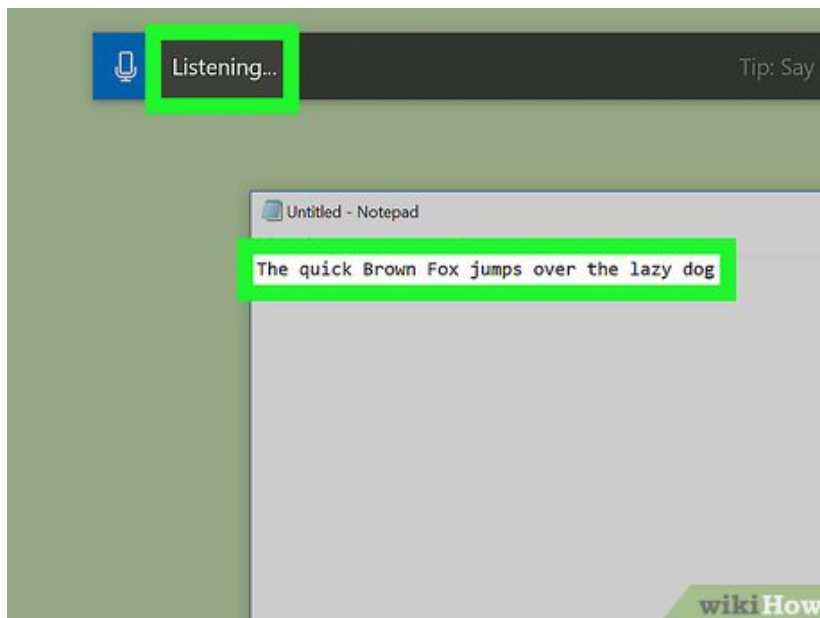 Listening...
Tip: Say
Untitled - Notepad
The quick Brown Fox jumps over the lazy dog
wikiHow